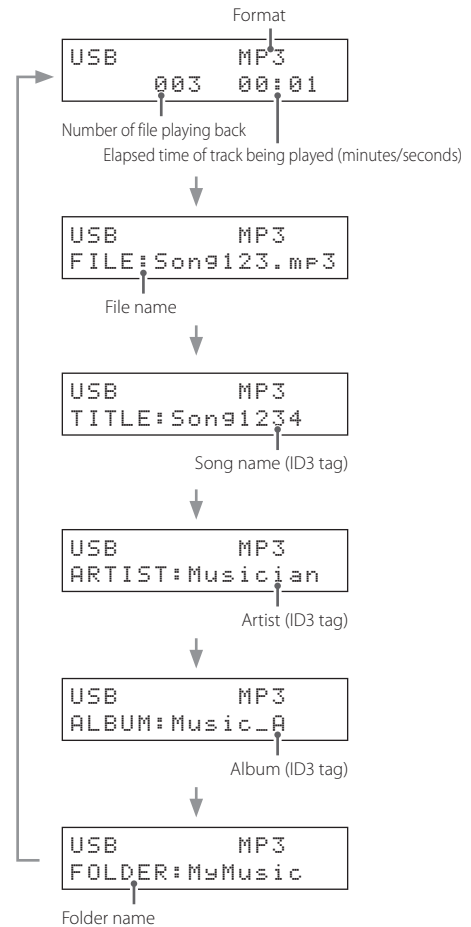 Format
USB MP3
003 00:01
Number of file playing back
Elapsed time of track being played (minutes/seconds)
USB MP3
FILE:Song123.mp3
File name
USB MP3
TITLE:Song1234
Song name (ID3 tag)
USB MP3
ARTIST:Musician
Artist (ID3 tag)
USB MP3
ALBUM:Music_A
Album (ID3 tag)
USB MP3
FOLDER:MyMusic
Folder name